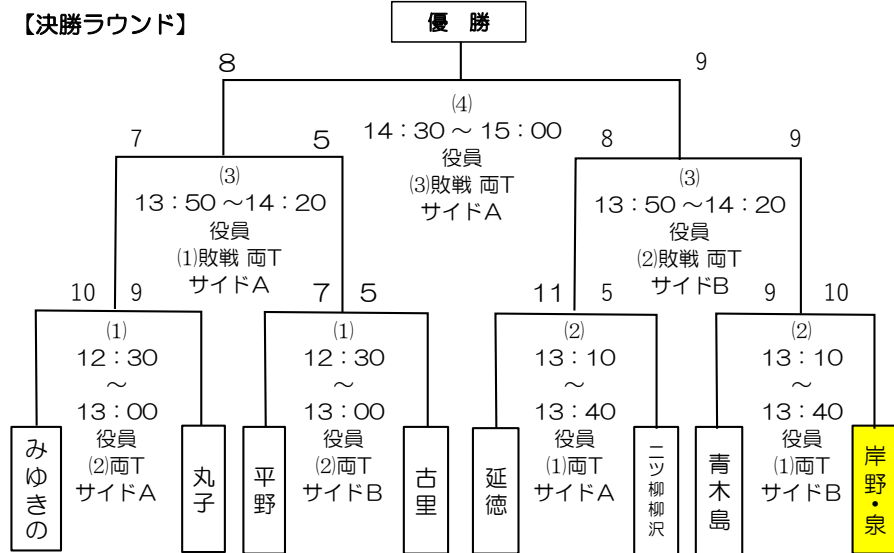 【決勝ラウンド】
優 勝
8
9
⑷
14：30～15：00
役員
⑶敗戦 両T
サイドA
7
5
⑶
13：50～14：20
役員
⑴敗戦 両T
サイドA
8
9
⑶
13：50～14：20
役員
⑵敗戦 両T
サイドB
10 9
⑴
12：30
～
13：00
役員
⑵両T
サイドA
7 5
⑴
12：30
～
13：00
役員
⑵両T
サイドB
11 5
⑵
13：10
～
13：40
役員
⑴両T
サイドA
9 10
⑵
13：10
～
13：40
役員
⑴両T
サイドB
みゆきの
丸子
平野
古里
延徳
二ツ柳柳沢
青木島
岸野・泉